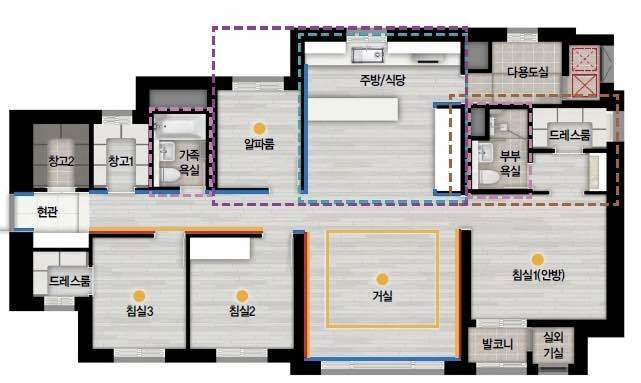 주방/식당
다용도실
알파룸
창고2
창고1
가족
욕실
부부
욕실
드레스룸
현관
드레스룸
침실3
침실2
거실
침실1(안방)
발코니
실외
기실